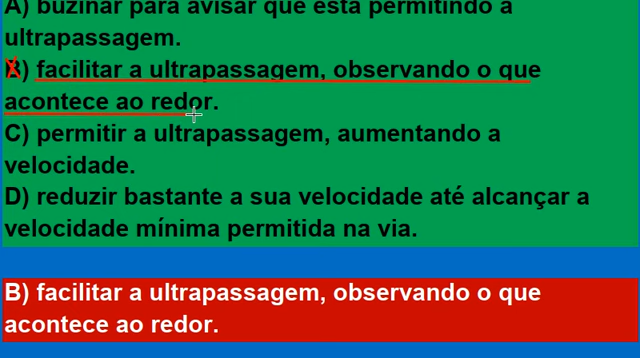 A) buzinar para avisar que está permitindo a
ultrapassagem.
B) facilitar a ultrapassagem, observando o que
acontece ao redor.
C) permitir a ultrapassagem, aumentando a
velocidade.
D) reduzir bastante a sua velocidade até alcançar a
velocidade mínima permitida na via.
B) facilitar a ultrapassagem, observando o que
acontece ao redor.